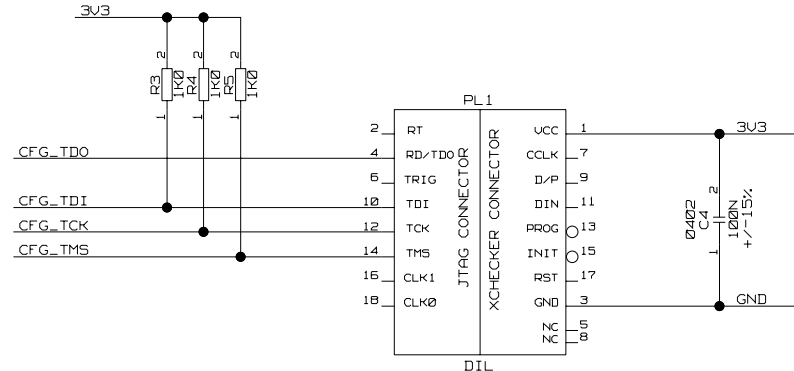 3V3
R3
1K0
2
1
R4
1K0
2
1
R5
1K0
2
1
CFG_TDO
CFG_TDI
CFG_TCK
CFG_TMS
PL1
2 RT
4 RD/TDO
6 TRIG
10 TDI
12 TCK
14 TMS
16 CLK1
18 CLK0
JTAG CONNECTOR
XCHECKER CONNECTOR
VCC 1
CCLK 7
D/P 9
DIN 11
PROG 13
INIT 15
RST 17
GND 3
NC 5
NC 8
DIL
3V3
0402
C4
100N
+/-15%
2
1
GND